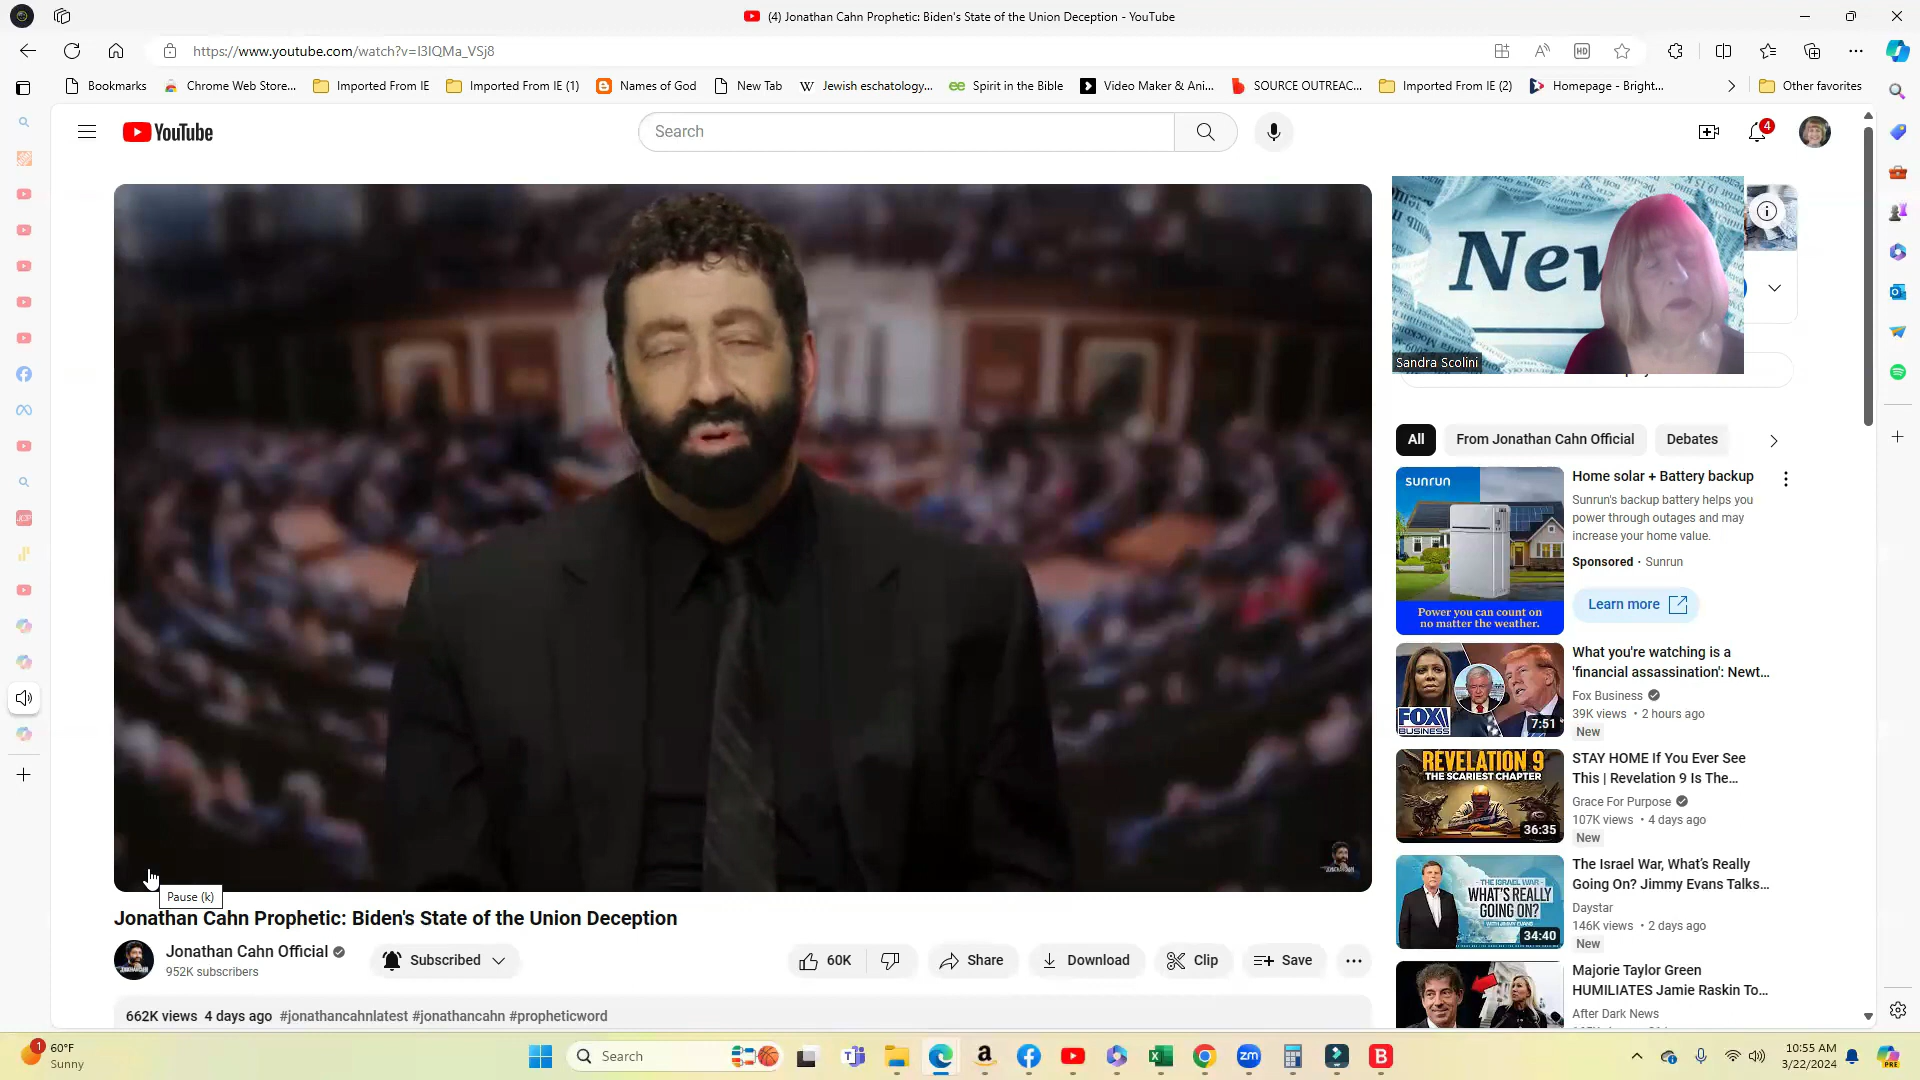 (4) Jonathan Cahn Prophetic: Biden's State of the Union Deception - YouTube
https://www.youtube.com/watch?v=I3IQMa_VSj8
HD
Bookmarks
Chrome Web Store...
Imported From IE
Imported From IE (1)
Names of God
New Tab
Jewish eschatology...
Spirit in the Bible
Video Maker & Ani...
SOURCE OUTREAC...
Imported From IE (2)
Homepage - Bright...
Other favorites
YouTube
Search
4
New
Sandra Scolini
All
From Jonathan Cahn Official
Debates
SUNRUN
Power you can count on
no matter the weather.
Home solar + Battery backup
Sunrun's backup battery helps you
power through outages and may
increase your home value.
Sponsored · Sunrun
Learn more
FOX
BUSINESS
7:51
What you're watching is a
'financial assassination': Newt...
Fox Business
39K views • 2 hours ago
New
REVELATION 9
THE SCARIEST CHAPTER
36:35
STAY HOME If You Ever See
This | Revelation 9 Is The...
Grace For Purpose
107K views • 4 days ago
New
- THE ISRAEL WAR -
WHAT'S REALLY
GOING ON?
34:40
The Israel War, What's Really
Going On? Jimmy Evans Talks...
Daystar
146K views • 2 days ago
New
Majorie Taylor Green
HUMILIATES Jamie Raskin To...
After Dark News
Pause (k)
Jonathan Cahn Prophetic: Biden's State of the Union Deception
Jonathan Cahn Official
952K subscribers
Subscribed
60K
Share
Download
Clip
Save
662K views 4 days ago #jonathancahnlatest #jonathancahn #propheticword
1
60°F
Sunny
Search
zm
B
10:55 AM
3/22/2024
PRE